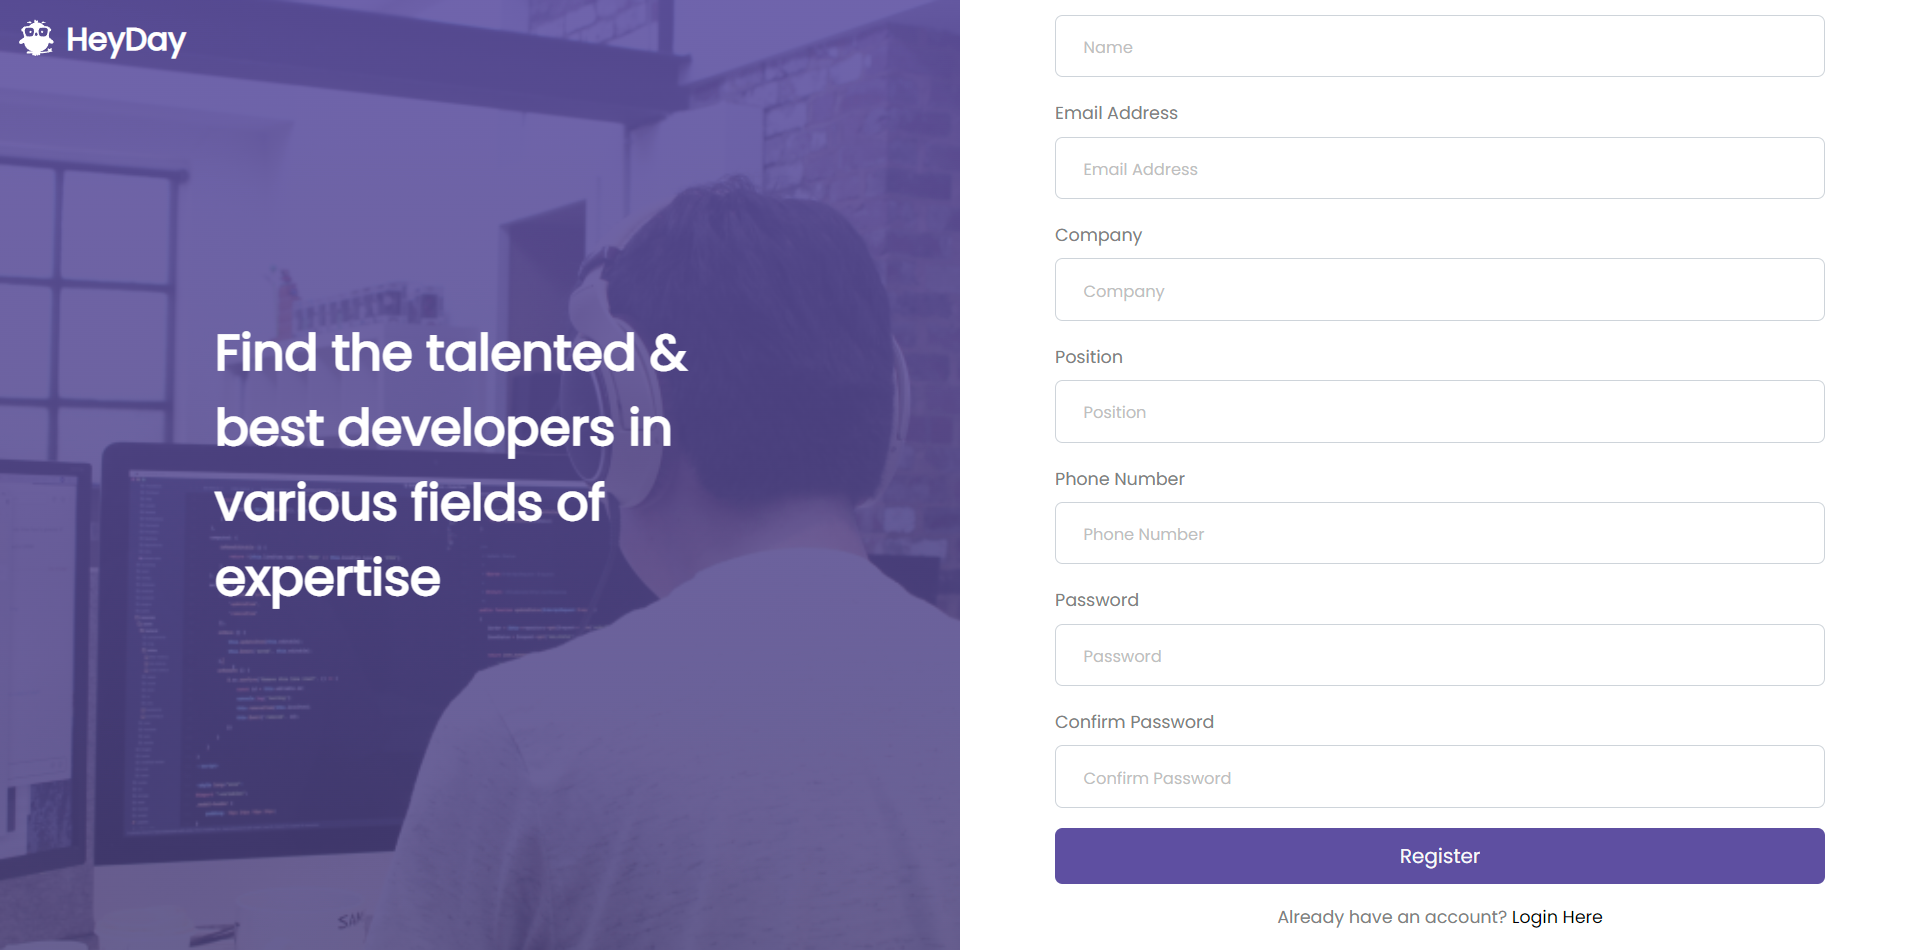 HeyDay
Find the talented &
best developers in
various fields of
expertise
Name
Email Address
Email Address
Company
Company
Position
Position
Phone Number
Phone Number
Password
Password
Confirm Password
Confirm Password
Register
Already have an account? Login Here